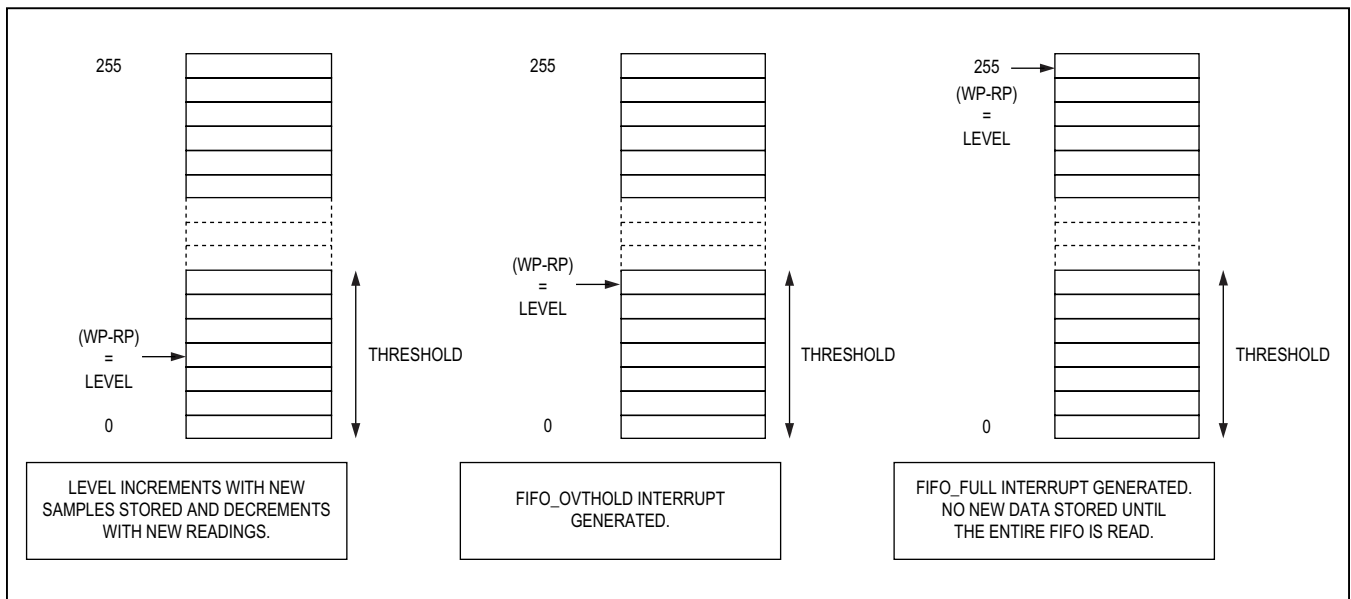 255
(WP-RP)
=
LEVEL
0
THRESHOLD
LEVEL INCREMENTS WITH NEW
SAMPLES STORED AND DECREMENTS
WITH NEW READINGS.
255
(WP-RP)
=
LEVEL
0
THRESHOLD
FIFO_OVTHOLD INTERRUPT
GENERATED.
255
(WP-RP)
=
LEVEL
0
THRESHOLD
FIFO_FULL INTERRUPT GENERATED.
NO NEW DATA STORED UNTIL
THE ENTIRE FIFO IS READ.